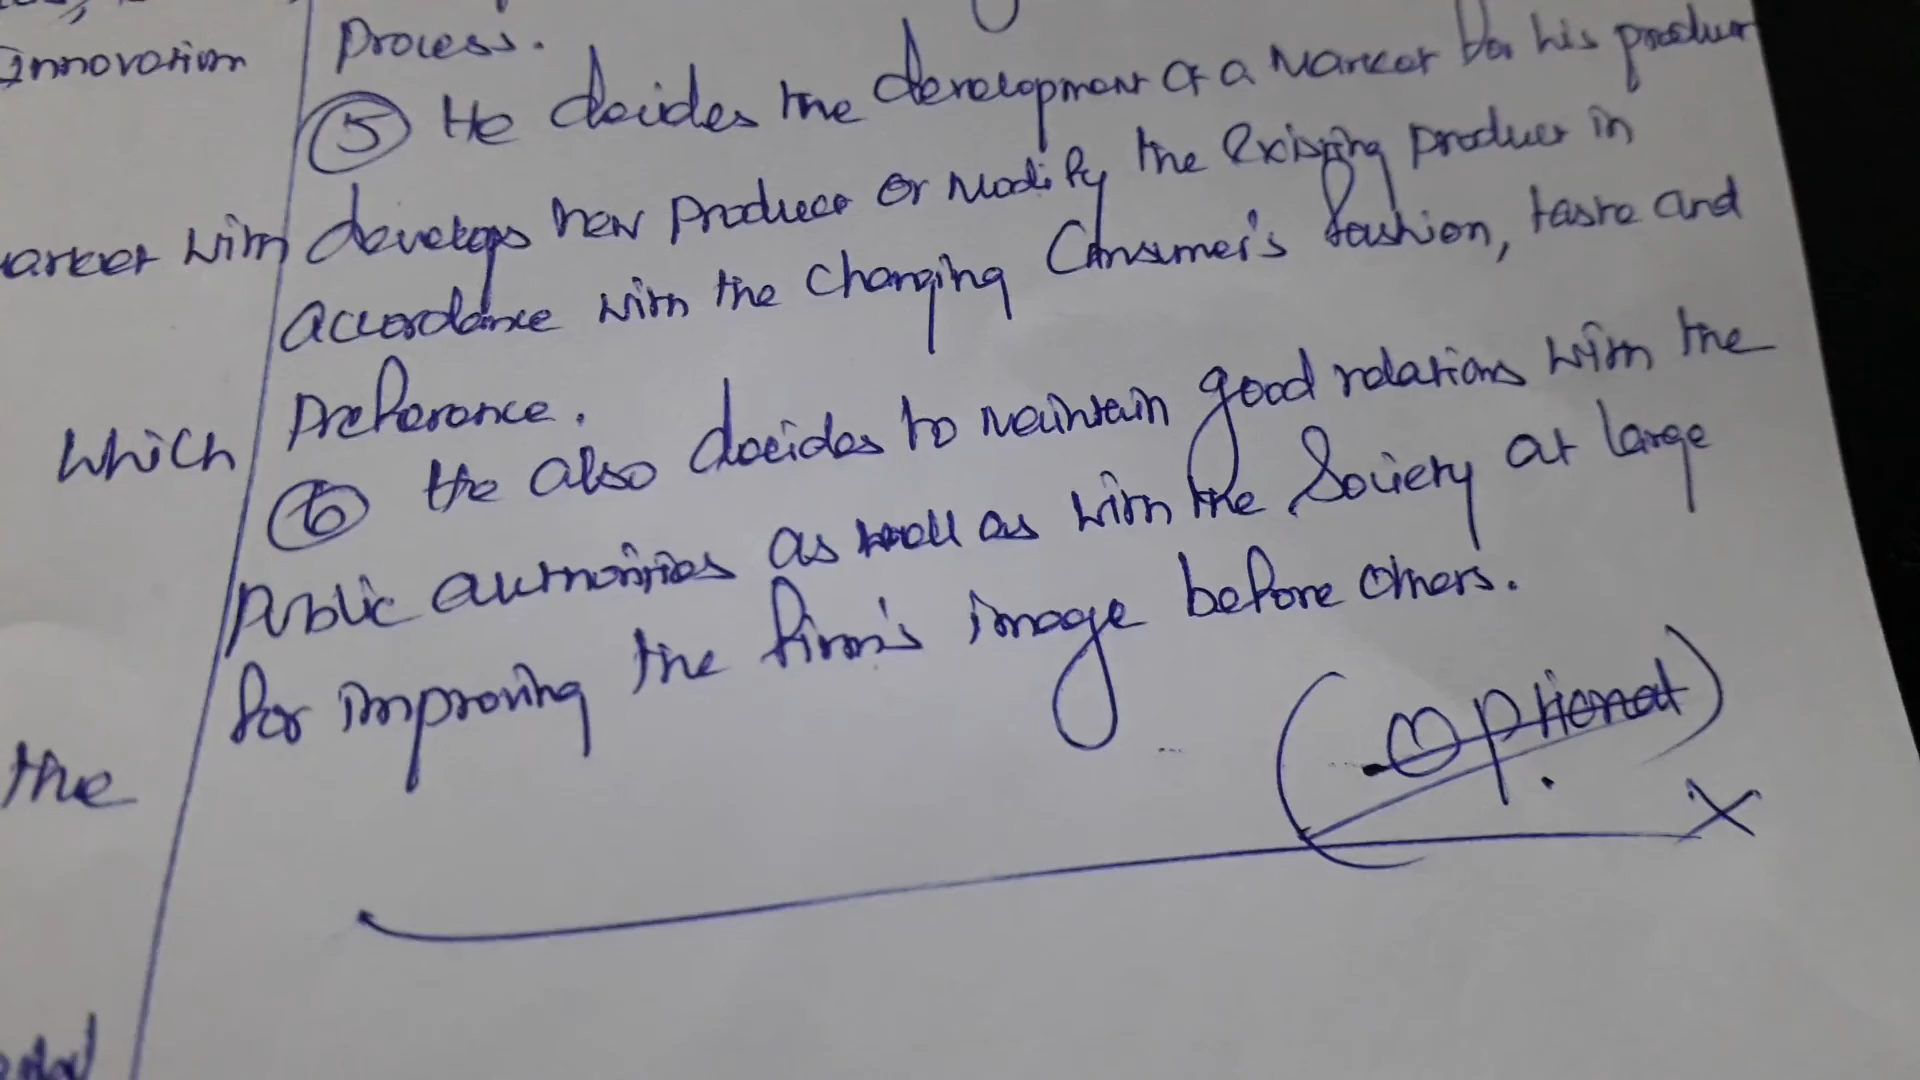 innovation
market with
which
the
Process.
⑤ He decides the development of a Market for his product
develops new product or Modify the Existing product in
accordance with the changing Consumer's fashion, taste and
Preference.
⑥ He also decides to Maintain good relations with the
Public authorities as well as with the Society at large
for improving the firm's image before others.
(Optional)